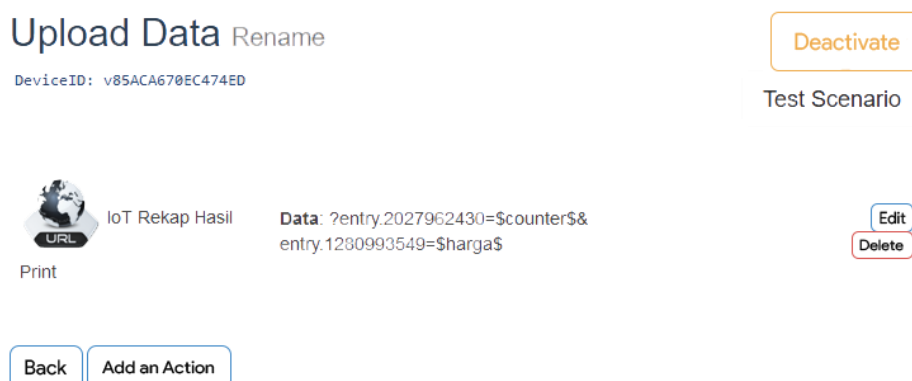 Upload Data Rename
Deactivate
DeviceID: v85ACA670EC474ED
Test Scenario
URL
IoT Rekap Hasil
Print
Data: ?entry.2027962430=$counter$&
entry.1280993549=$harga$
Edit
Delete
Back
Add an Action